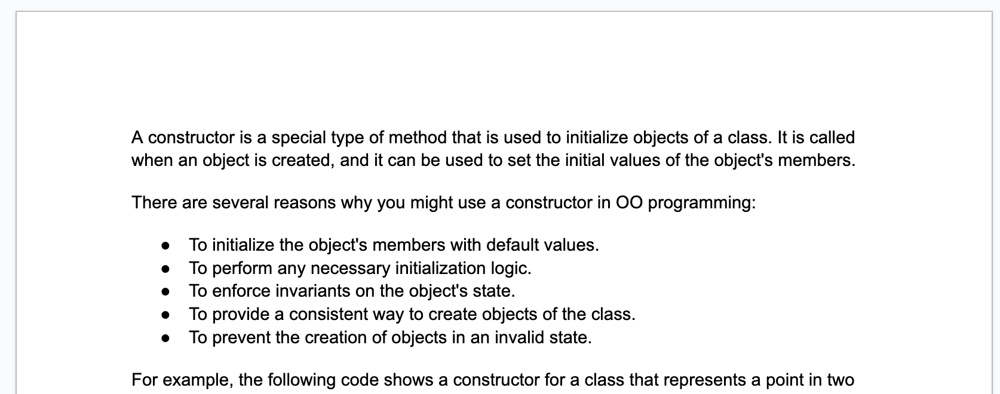 A constructor is a special type of method that is used to initialize objects of a class. It is called
when an object is created, and it can be used to set the initial values of the object's members.
There are several reasons why you might use a constructor in OO programming:
● To initialize the object's members with default values.
● To perform any necessary initialization logic.
● To enforce invariants on the object's state.
● To provide a consistent way to create objects of the class.
● To prevent the creation of objects in an invalid state.
For example, the following code shows a constructor for a class that represents a point in two